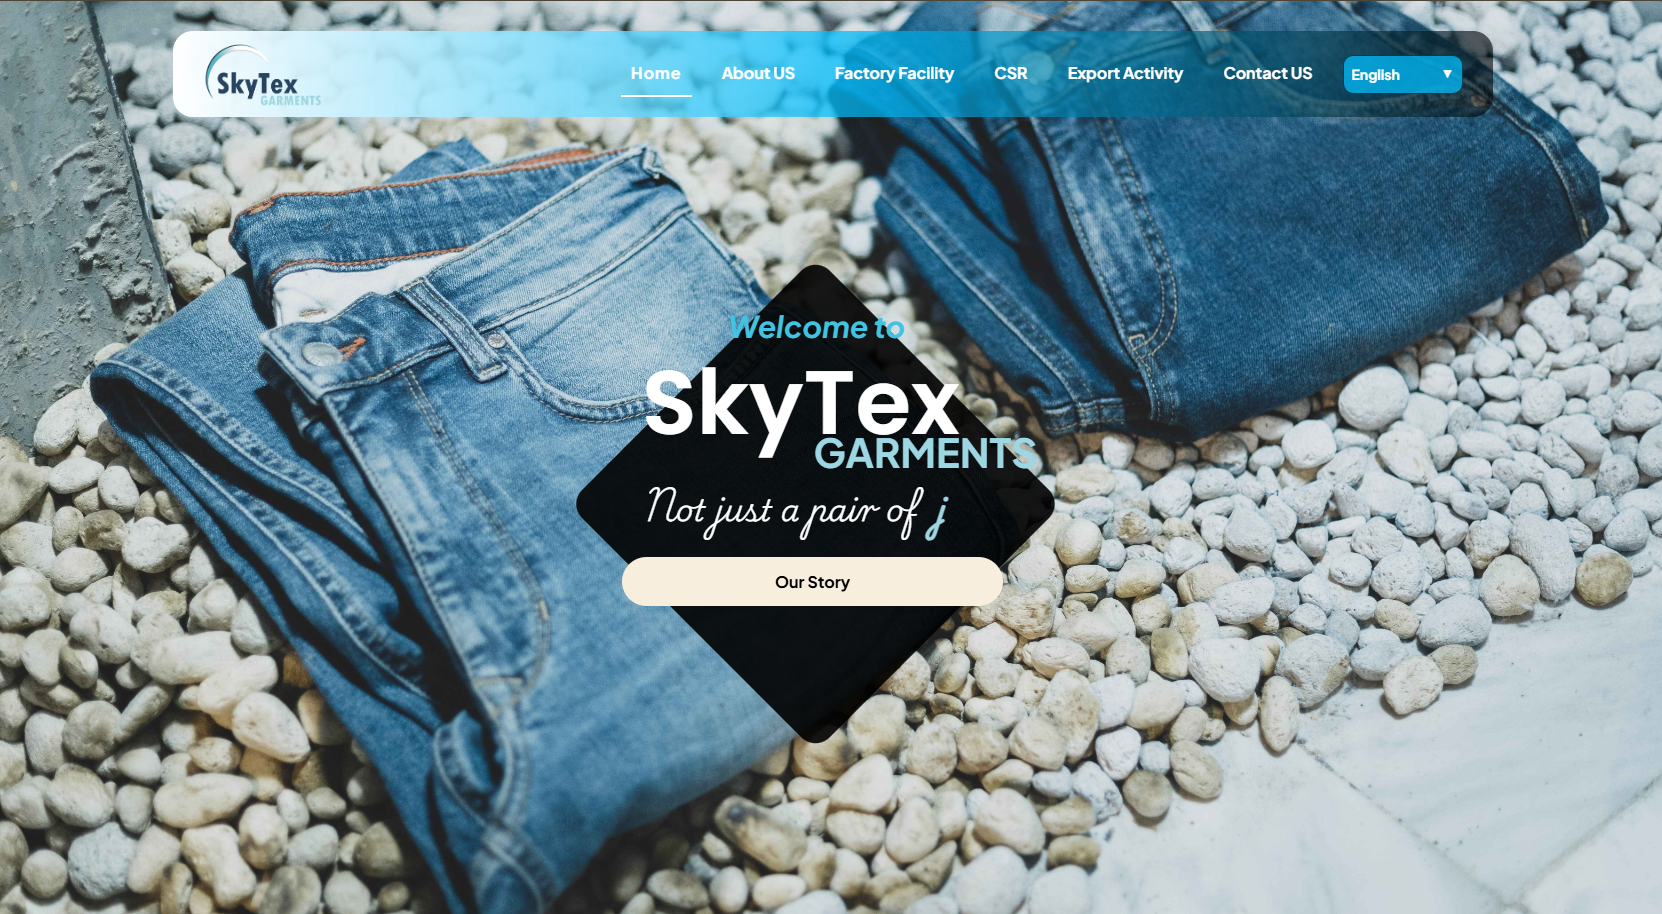 SkyTex
GARMENTS
Home
About US
Factory Facility
CSR
Export Activity
Contact US
English
Welcome to
SkyTex
GARMENTS
Not just a pair of j
Our Story